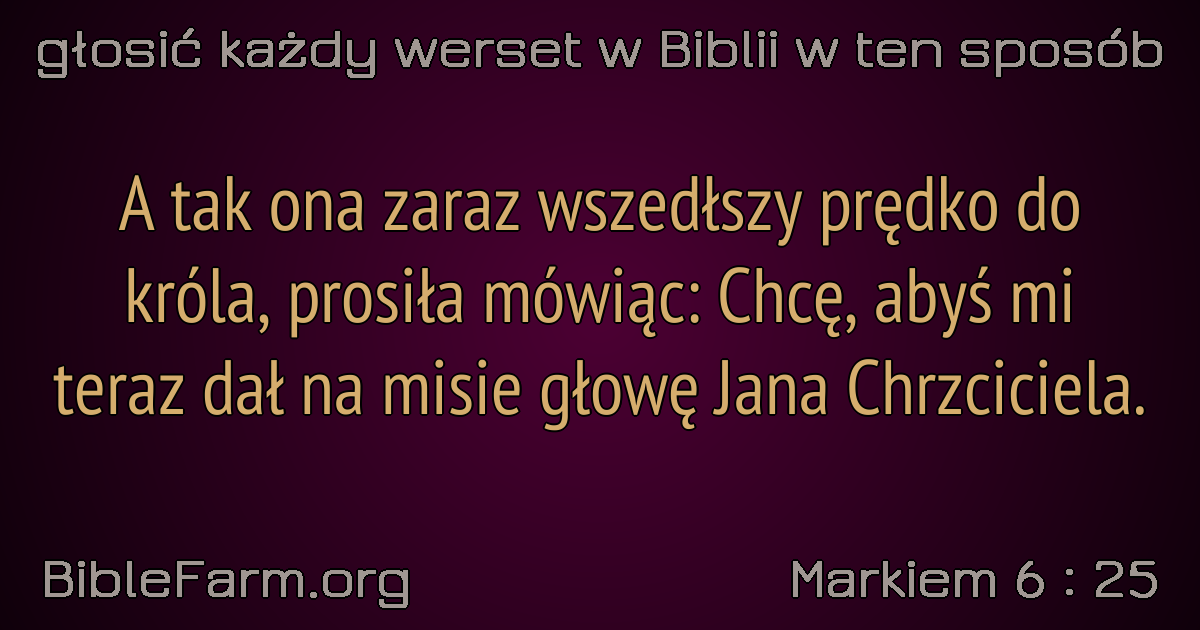 głosić każdy werset w Biblii w ten sposób
A tak ona zaraz wszedłszy prędko do
króla, prosiła mówiąc: Chcę, abyś mi
teraz dał na misie głowę Jana Chrzciciela.
BibleFarm.org
Markiem 6 : 25